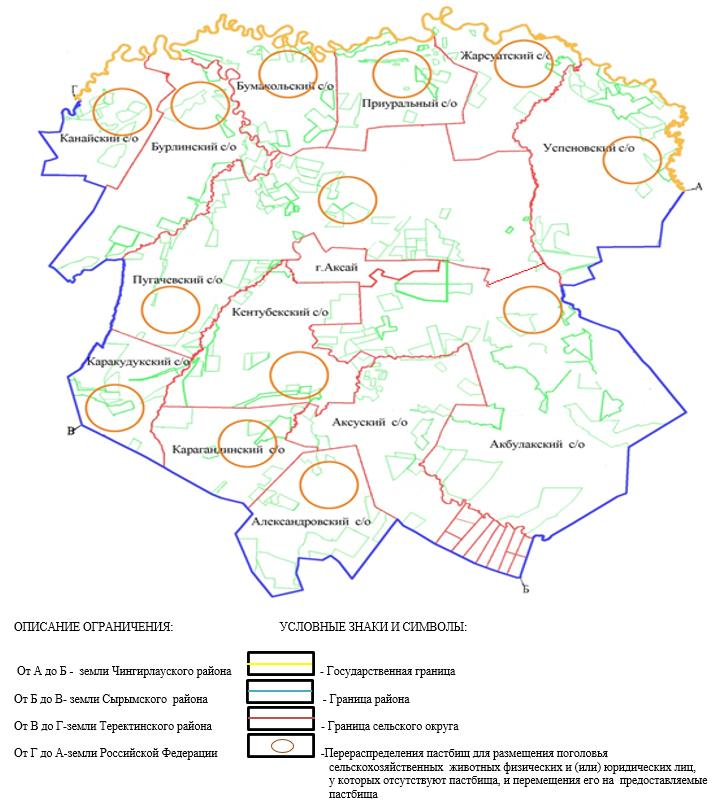 Жарсуатский с/о
Бумакольский с/о
Приуральный с/о
Г
Канайский с/о
Бурлинский с/о
Успеновский с/о
А
г.Аксай
Пугачевский с/о
Кентубекский с/о
Каракудукский с/о
Аксуский с/о
В
Карагандинский с/о
Акбулакский с/о
Александровский с/о
Б
ОПИСАНИЕ ОГРАНИЧЕНИЯ:
УСЛОВНЫЕ ЗНАКИ И СИМВОЛЫ:
От А до Б - земли Чингирлауского района
- Государственная граница
От Б до В- земли Сырымского района
- Граница района
От В до Г-земли Теректинского района
- Граница сельского округа
От Г до А-земли Российской Федерации
-Перераспределения пастбищ для размещения поголовья
сельскохозяйственных животных физических и (или) юридических лиц,
у которых отсутствуют пастбища, и перемещения его на предоставляемые
пастбища